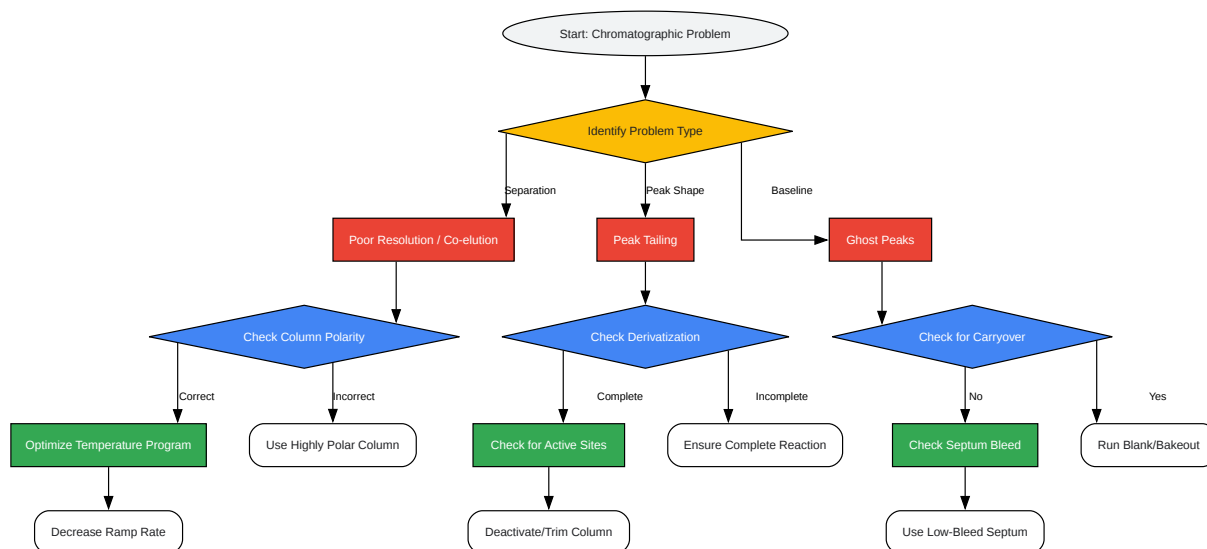 Start: Chromatographic Problem
Identify Problem Type
Separation
Peak Shape
Baseline
Poor Resolution / Co-elution
Peak Tailing
Ghost Peaks
Check Column Polarity
Check Derivatization
Check for Carryover
Correct
Incorrect
Complete
Incomplete
No
Yes
Optimize Temperature Program
Use Highly Polar Column
Check for Active Sites
Ensure Complete Reaction
Check Septum Bleed
Run Blank/Bakeout
Decrease Ramp Rate
Deactivate/Trim Column
Use Low-Bleed Septum